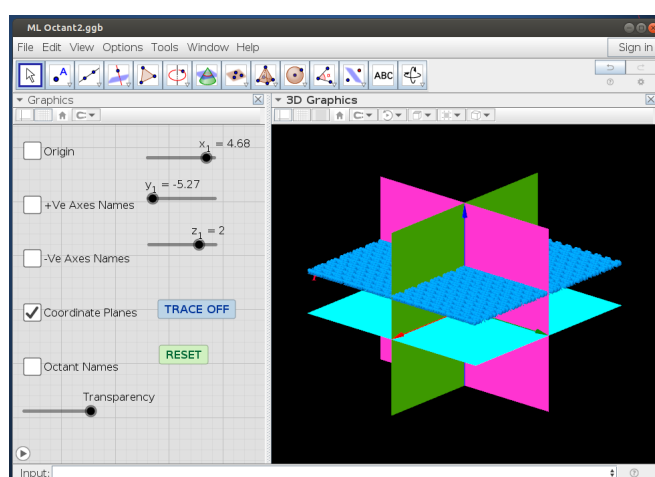 ML Octant2.ggb
File Edit View Options Tools Window Help
Sign in
A
ABC
Graphics
3D Graphics
Origin
x1 = 4.68
y1 = -5.27
+Ve Axes Names
z1 = 2
-Ve Axes Names
Coordinate Planes
TRACE OFF
RESET
Octant Names
Transparency
Input: